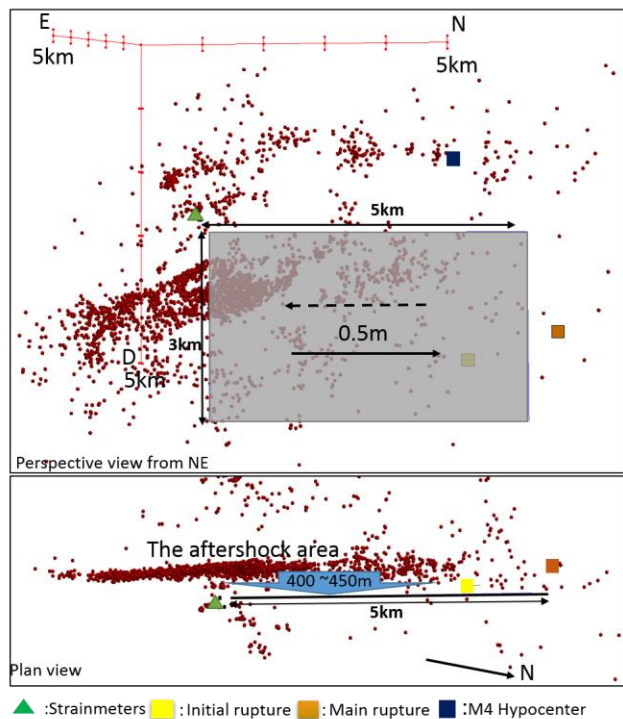 E
N
5km
5km
5km
3km
0.5m
D
5km
Perspective view from NE
The aftershock area
400 ~450m
5km
N
Plan view
:Strainmeters : Initial rupture : Main rupture :M4 Hypocenter